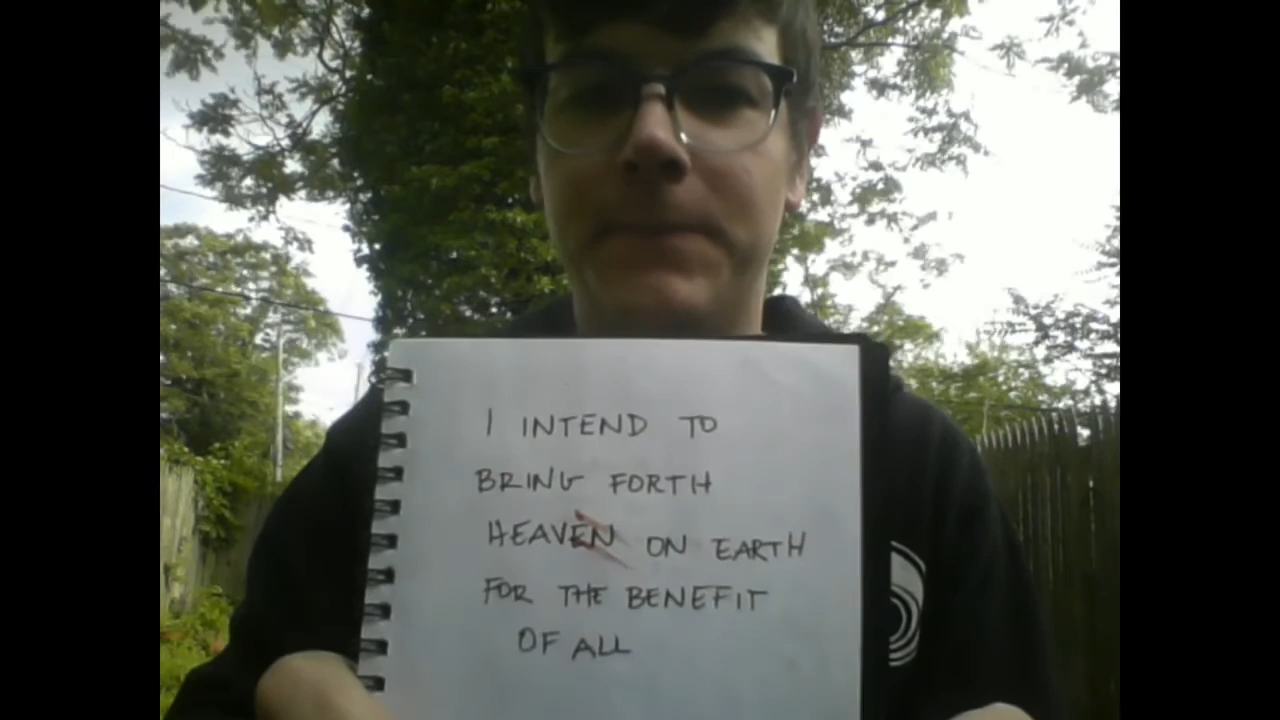 I INTEND TO
BRING FORTH
HEAVEN ON EARTH
FOR THE BENEFIT
OF ALL